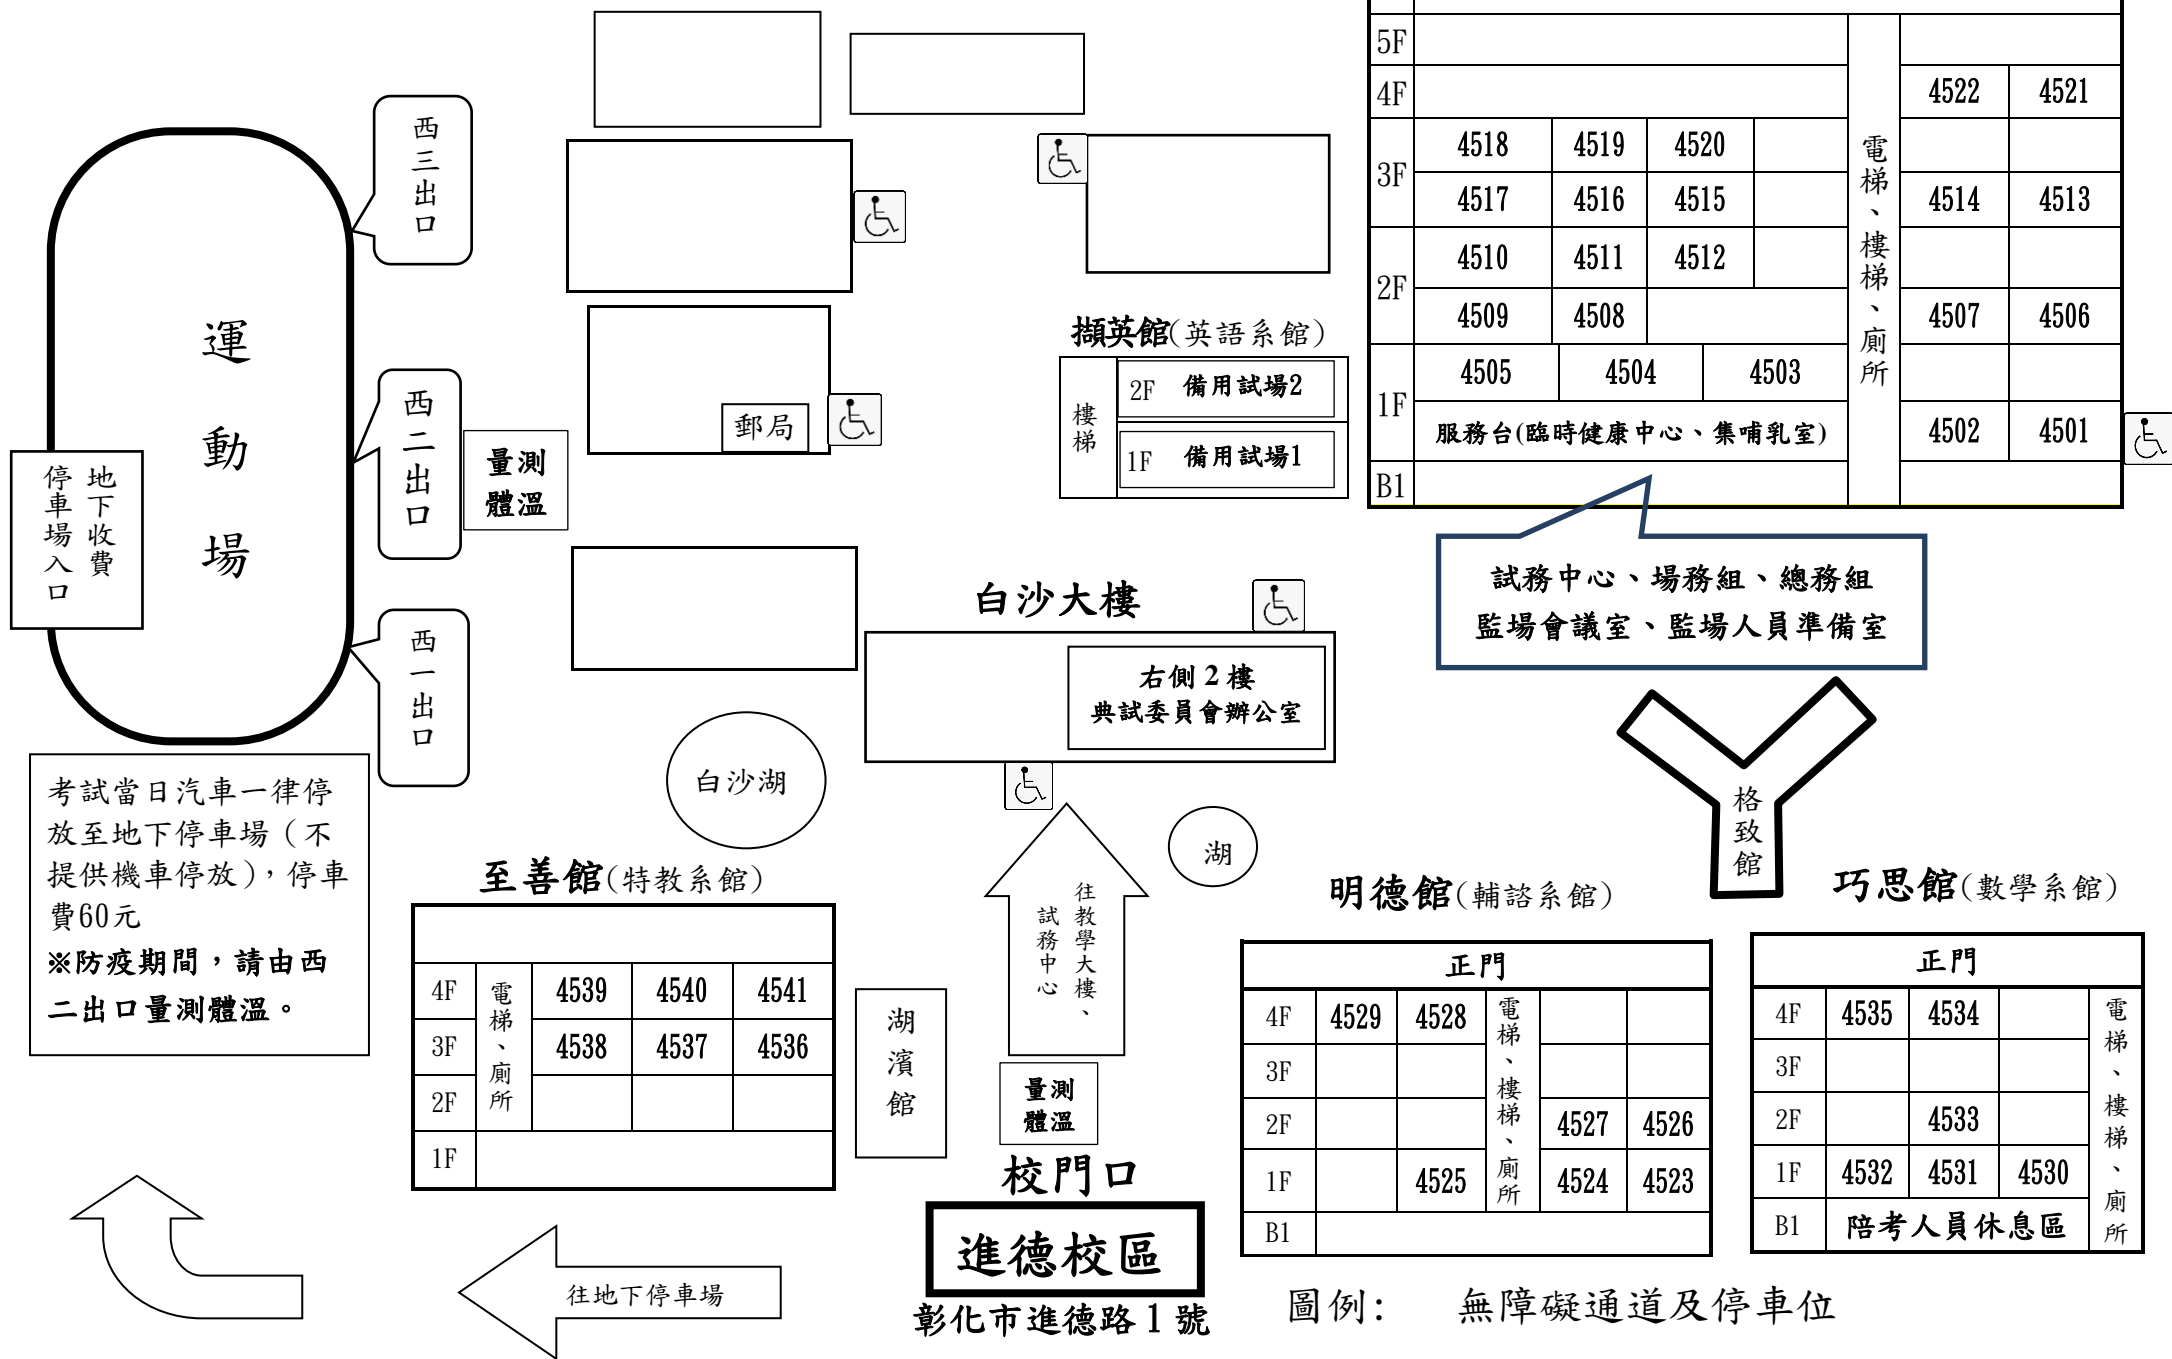 西三出口
運動場
西二出口
量測
體溫
地下收費
停車場入口
西一出口
考試當日汽車一律停
放至地下停車場（不
提供機車停放），停車
費60元
※防疫期間，請由西
二出口量測體溫。
郵局
擷英館(英語系館)
樓梯
2F 備用試場2
1F 備用試場1
5F
4F 4522 4521
3F
4518 4519 4520
4517 4516 4515 4514 4513
2F
4510 4511 4512
4509 4508 4507 4506
1F
4505 4504 4503
服務台(臨時健康中心、集哺乳室) 4502 4501
B1
電梯、樓梯、廁所
試務中心、場務組、總務組
監場會議室、監場人員準備室
白沙大樓
右側2樓
典試委員會辦公室
白沙湖
湖
格致館
至善館(特教系館)
4F 4539 4540 4541
3F 4538 4537 4536
2F
1F
電梯、廁所
湖濱館
往教學大樓、
試務中心
量測
體溫
校門口
進德校區
彰化市進德路1號
往地下停車場
明德館(輔諮系館)
正門
4F 4529 4528
3F
2F 4527 4526
1F 4525 4524 4523
B1
電梯、樓梯、廁所
巧思館(數學系館)
正門
4F 4535 4534
3F
2F 4533
1F 4532 4531 4530
B1 陪考人員休息區
電梯、樓梯、廁所
圖例: 無障礙通道及停車位